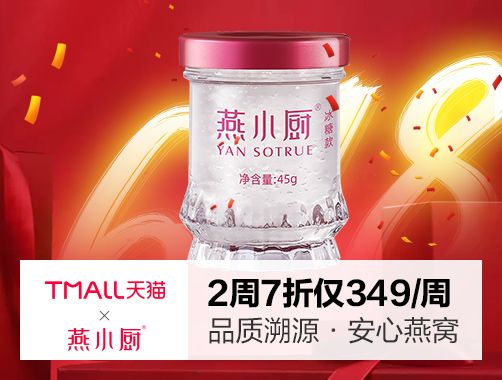 618
燕小厨®
冰糖款
YAN SOTRUE
净含量:45g
TMALL天猫
×
燕小厨®
2周7折仅349/周
品质溯源·安心燕窝